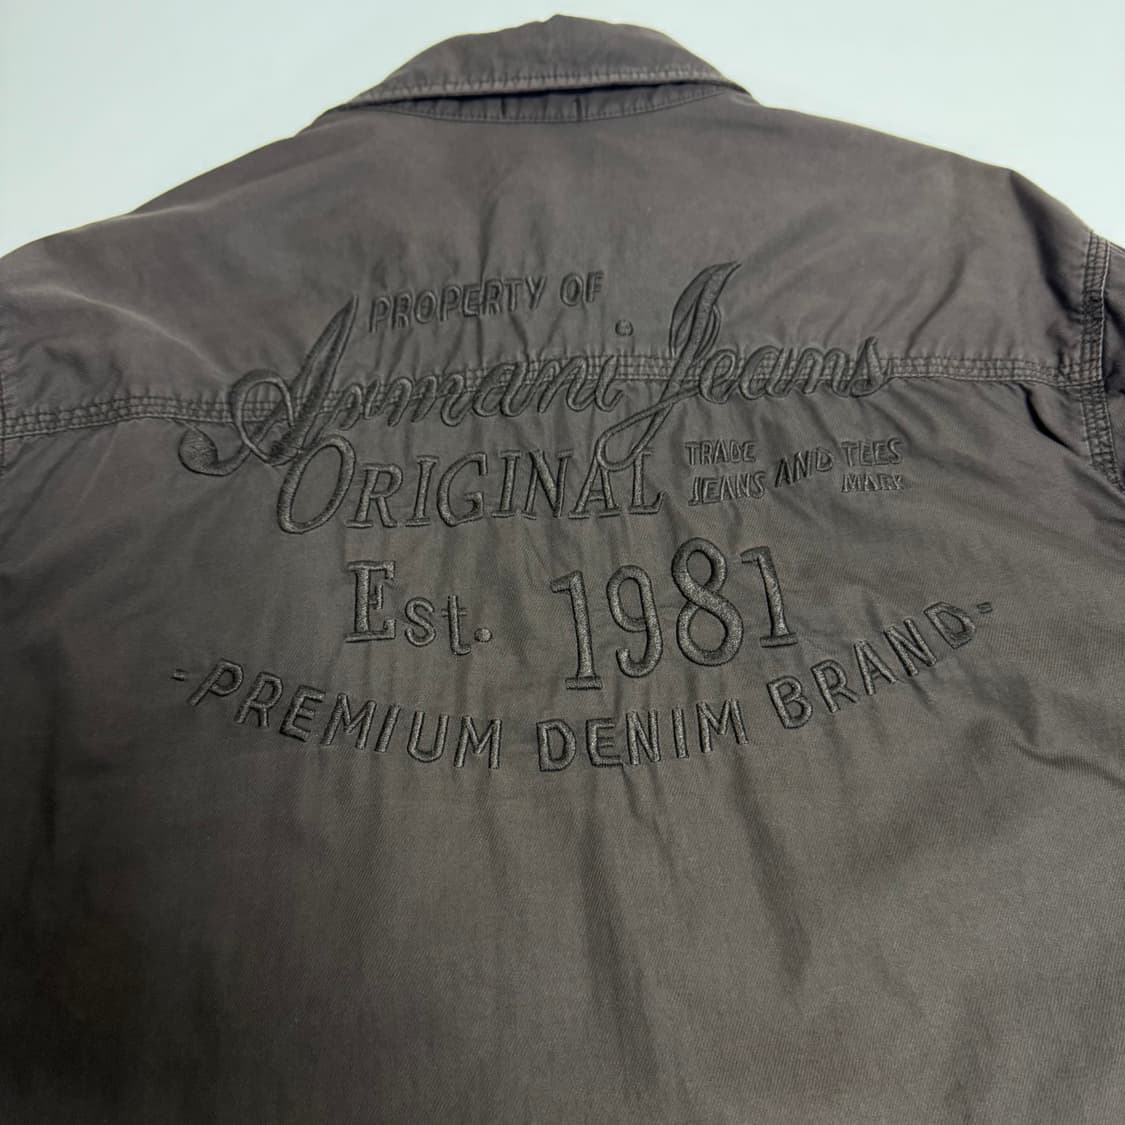 PROPERTY OF
Armani Jeans
ORIGINAL
TRADE
JEANS AND TEES
MARK
EST. 1981
-PREMIUM DENIM BRAND-